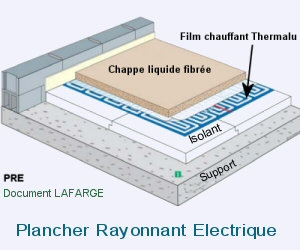 Film chauffant Thermalu
Chappe liquide fibrée
Isolant
Support
PRE
Document LAFARGE
Plancher Rayonnant Electrique